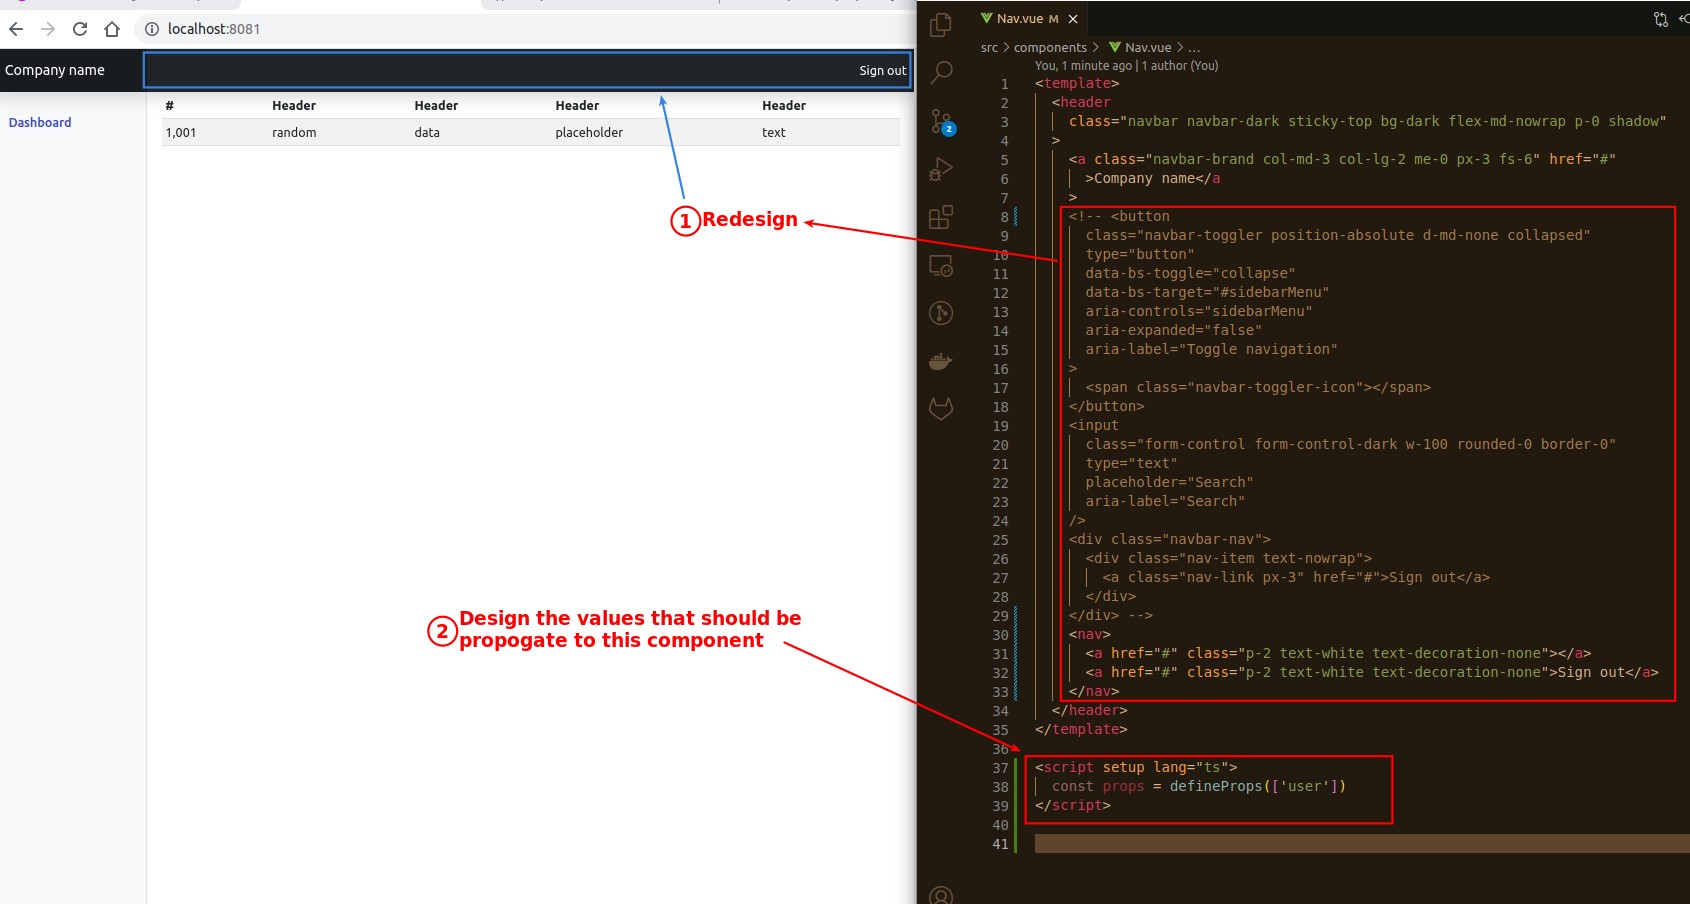 localhost:8081
Company name
Sign out
Dashboard
# Header Header Header Header
1,001 random data placeholder text
1 Redesign
2 Design the values that should be
propogate to this component
Nav.vue M ×
src > components > Nav.vue > ...
You, 1 minute ago | 1 author (You)
2
1 <template>
2 <header
3 class="navbar navbar-dark sticky-top bg-dark flex-md-nowrap p-0 shadow"
4 >
5 <a class="navbar-brand col-md-3 col-lg-2 me-0 px-3 fs-6" href="#"
6 >Company name</a
7 >
8 <!-- <button
9 class="navbar-toggler position-absolute d-md-none collapsed"
10 type="button"
11 data-bs-toggle="collapse"
12 data-bs-target="#sidebarMenu"
13 aria-controls="sidebarMenu"
14 aria-expanded="false"
15 aria-label="Toggle navigation"
16 >
17 <span class="navbar-toggler-icon"></span>
18 </button>
19 <input
20 class="form-control form-control-dark w-100 rounded-0 border-0"
21 type="text"
22 placeholder="Search"
23 aria-label="Search"
24 />
25 <div class="navbar-nav">
26 <div class="nav-item text-nowrap">
27 <a class="nav-link px-3" href="#">Sign out</a>
28 </div>
29 </div> -->
30 <nav>
31 <a href="#" class="p-2 text-white text-decoration-none"></a>
32 <a href="#" class="p-2 text-white text-decoration-none">Sign out</a>
33 </nav>
34 </header>
35 </template>
36
37 <script setup lang="ts">
38 const props = defineProps(['user'])
39 </script>
40
41